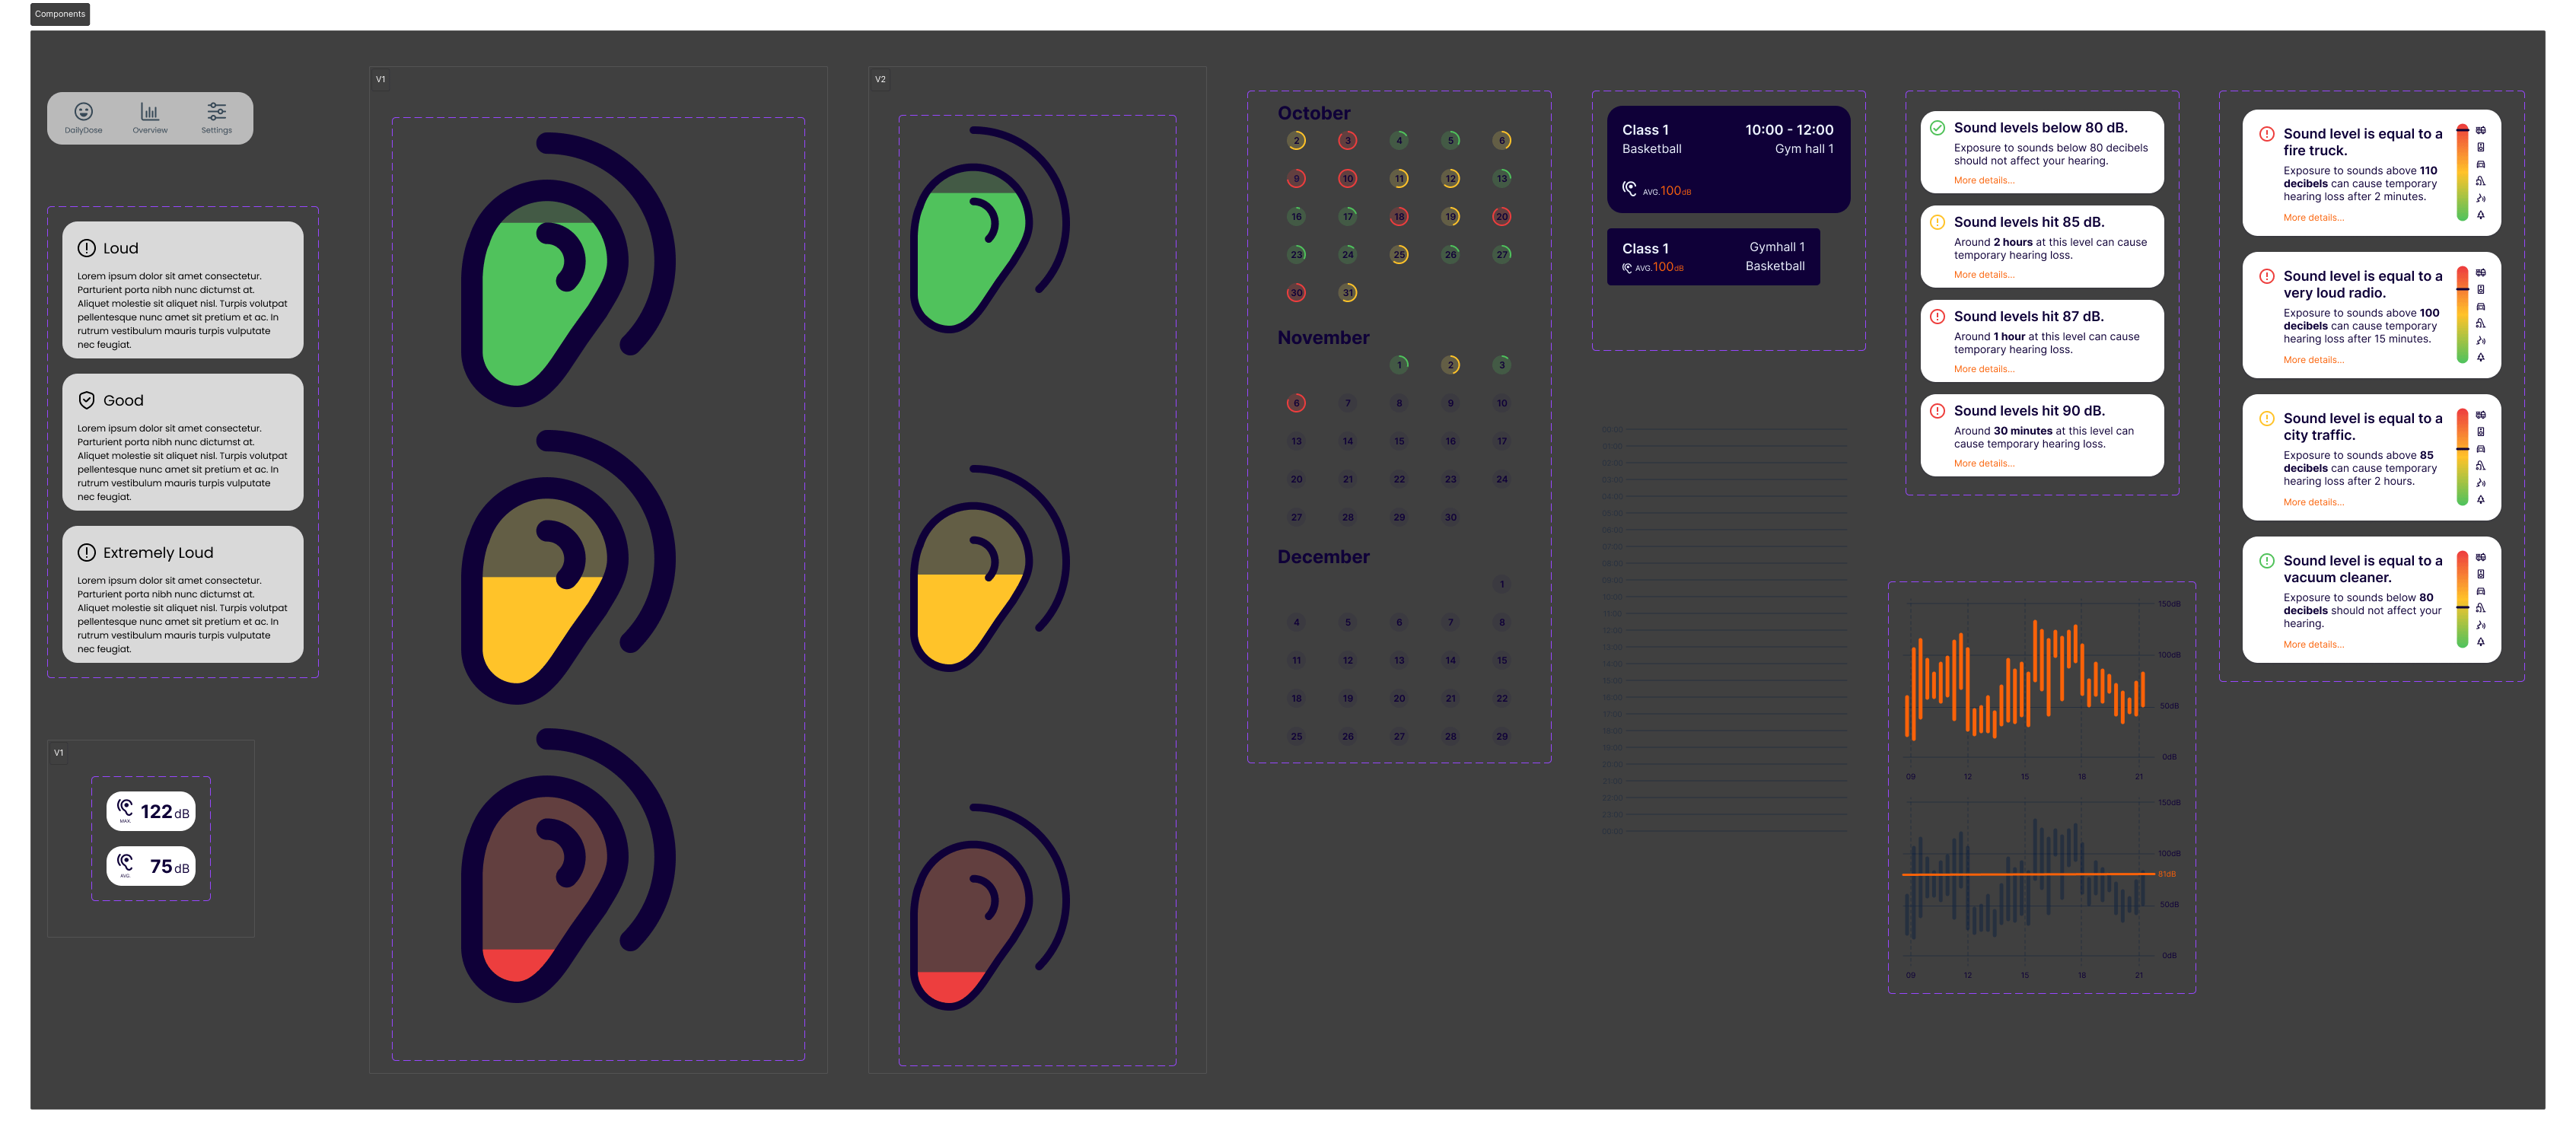 Components
DailyDose
Overview
Settings
Loud
Lorem ipsum dolor sit amet consectetur.
Parturient porta nibh nunc dictumst at.
Aliquet molestie sit aliquet nisl. Turpis volutpat
pellentesque nunc amet sit pretium et ac. In
rutrum vestibulum mauris turpis vulputate
nec feugiat.
Good
Lorem ipsum dolor sit amet consectetur.
Parturient porta nibh nunc dictumst at.
Aliquet molestie sit aliquet nisl. Turpis volutpat
pellentesque nunc amet sit pretium et ac. In
rutrum vestibulum mauris turpis vulputate
nec feugiat.
Extremely Loud
Lorem ipsum dolor sit amet consectetur.
Parturient porta nibh nunc dictumst at.
Aliquet molestie sit aliquet nisl. Turpis volutpat
pellentesque nunc amet sit pretium et ac. In
rutrum vestibulum mauris turpis vulputate
nec feugiat.
V1
MAX.
122 dB
AVG.
75 dB
V1
V2
October
2 3 4 5 6
9 10 11 12 13
16 17 18 19 20
23 24 25 26 27
30 31
November
1 2 3
6 7 8 9 10
13 14 15 16 17
20 21 22 23 24
27 28 29 30
December
1
4 5 6 7 8
11 12 13 14 15
18 19 20 21 22
25 26 27 28 29
Class 1 10:00 - 12:00
Basketball Gym hall 1
AVG.100dB
Class 1 Gymhall 1
AVG.100dB Basketball
Sound levels below 80 dB.
Exposure to sounds below 80 decibels
should not affect your hearing.
More details...
Sound levels hit 85 dB.
Around 2 hours at this level can cause
temporary hearing loss.
More details...
Sound levels hit 87 dB.
Around 1 hour at this level can cause
temporary hearing loss.
More details...
Sound levels hit 90 dB.
Around 30 minutes at this level can
cause temporary hearing loss.
More details...
150dB
100dB
50dB
0dB
09 12 15 18 21
150dB
100dB
81dB
50dB
0dB
09 12 15 18 21
Sound level is equal to a
fire truck.
Exposure to sounds above 110
decibels can cause temporary
hearing loss after 2 minutes.
More details...
Sound level is equal to a
very loud radio.
Exposure to sounds above 100
decibels can cause temporary
hearing loss after 15 minutes.
More details...
Sound level is equal to a
city traffic.
Exposure to sounds above 85
decibels can cause temporary
hearing loss after 2 hours.
More details...
Sound level is equal to a
vacuum cleaner.
Exposure to sounds below 80
decibels should not affect your
hearing.
More details...